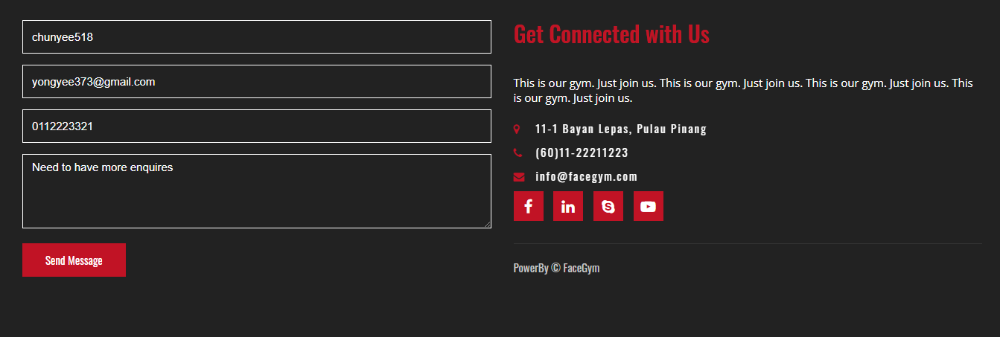 chunyee518
yongyee373@gmail.com
0112223321
Need to have more enquires
Send Message
Get Connected with Us
This is our gym. Just join us. This is our gym. Just join us. This is our gym. Just join us. This
is our gym. Just join us.
11-1 Bayan Lepas, Pulau Pinang
(60)11-22211223
info@facegym.com
PowerBy © FaceGym